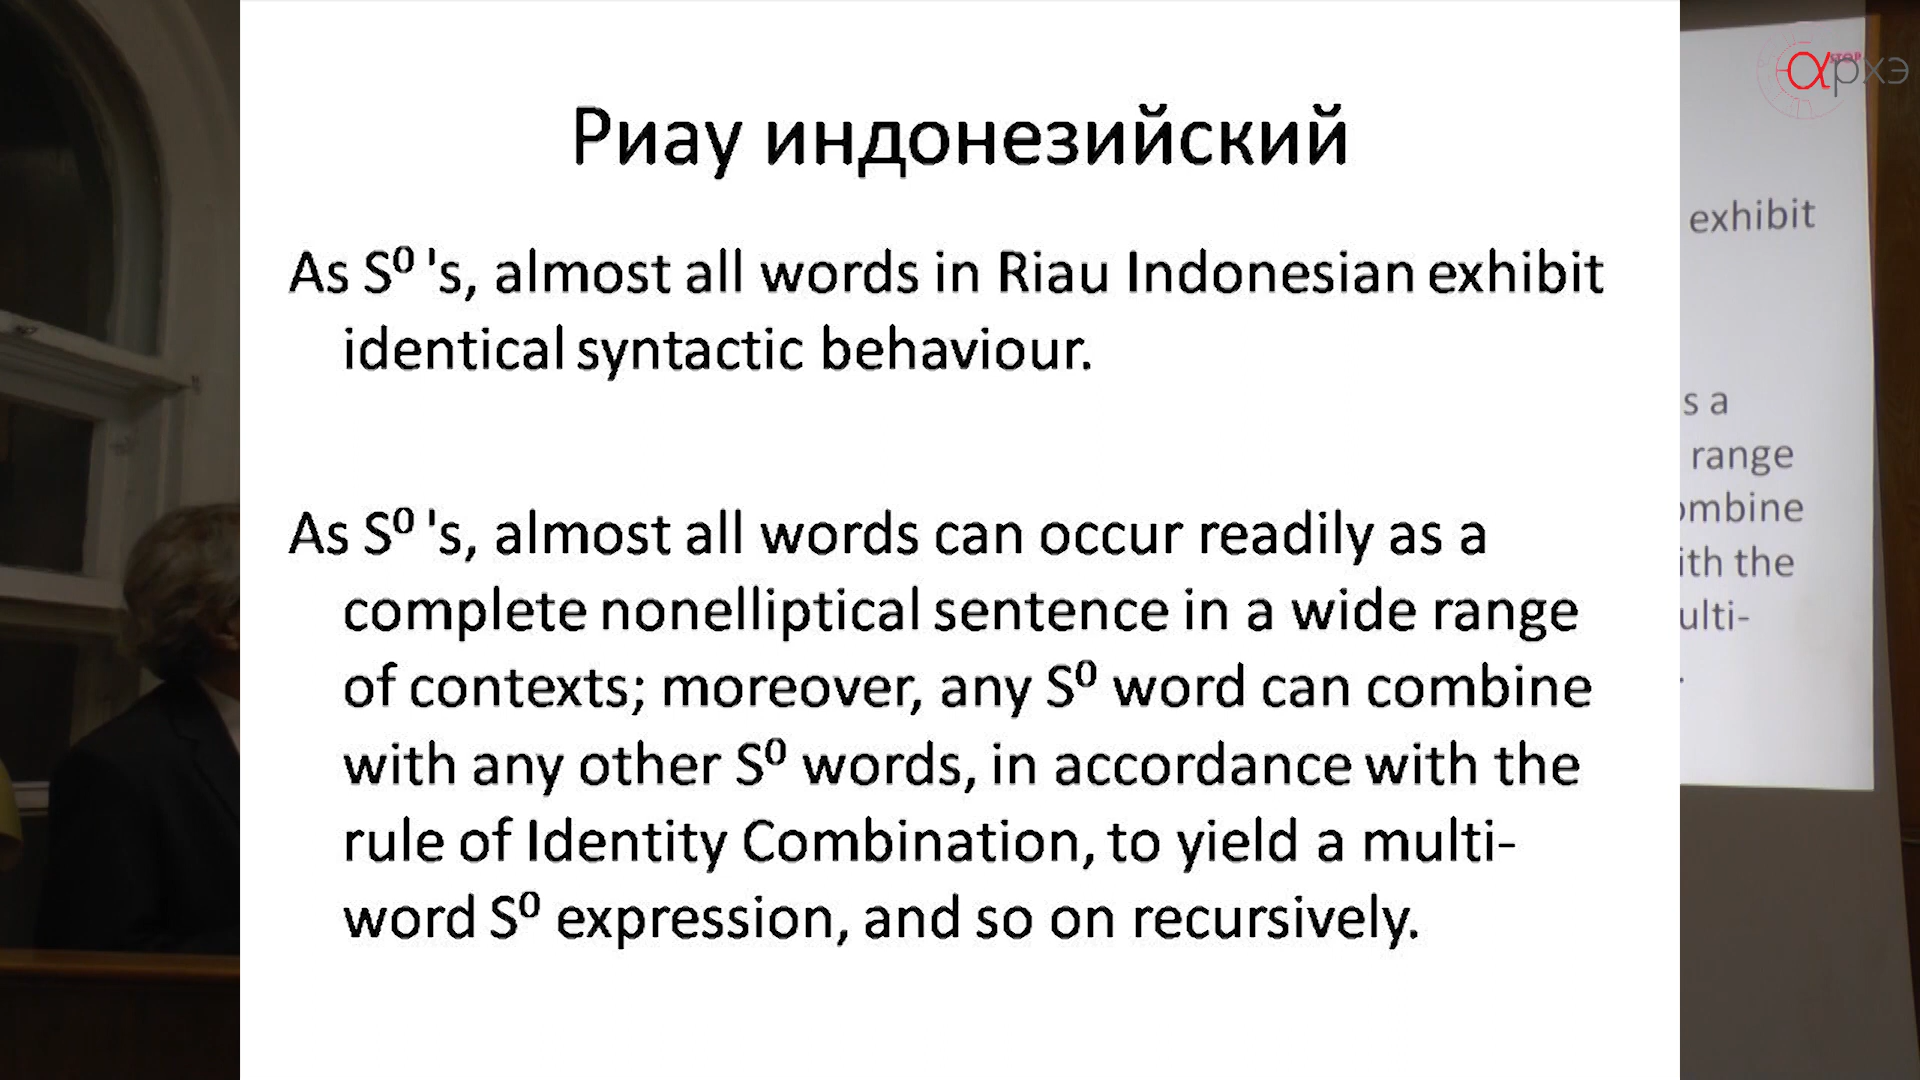 Риау индонезийский
As S⁰ 's, almost all words in Riau Indonesian exhibit
identical syntactic behaviour.
As S⁰ 's, almost all words can occur readily as a
complete nonelliptical sentence in a wide range
of contexts; moreover, any S⁰ word can combine
with any other S⁰ words, in accordance with the
rule of Identity Combination, to yield a multi-
word S⁰ expression, and so on recursively.
αрхэ
STOP
exhibit
s a
range
ombine
ith the
ulti-